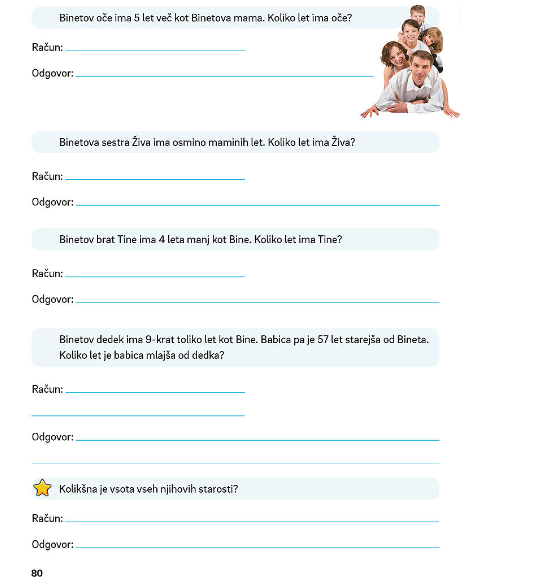 Binetov oče ima 5 let več kot Binetova mama. Koliko let ima oče?
Račun:
Odgovor:
Binetova sestra Živa ima osmino maminih let. Koliko let ima Živa?
Račun:
Odgovor:
Binetov brat Tine ima 4 leta manj kot Bine. Koliko let ima Tine?
Račun:
Odgovor:
Binetov dedek ima 9-krat toliko let kot Bine. Babica pa je 57 let starejša od Bineta.
Koliko let je babica mlajša od dedka?
Račun:
Odgovor:
Kolikšna je vsota vseh njihovih starosti?
Račun:
Odgovor:
80